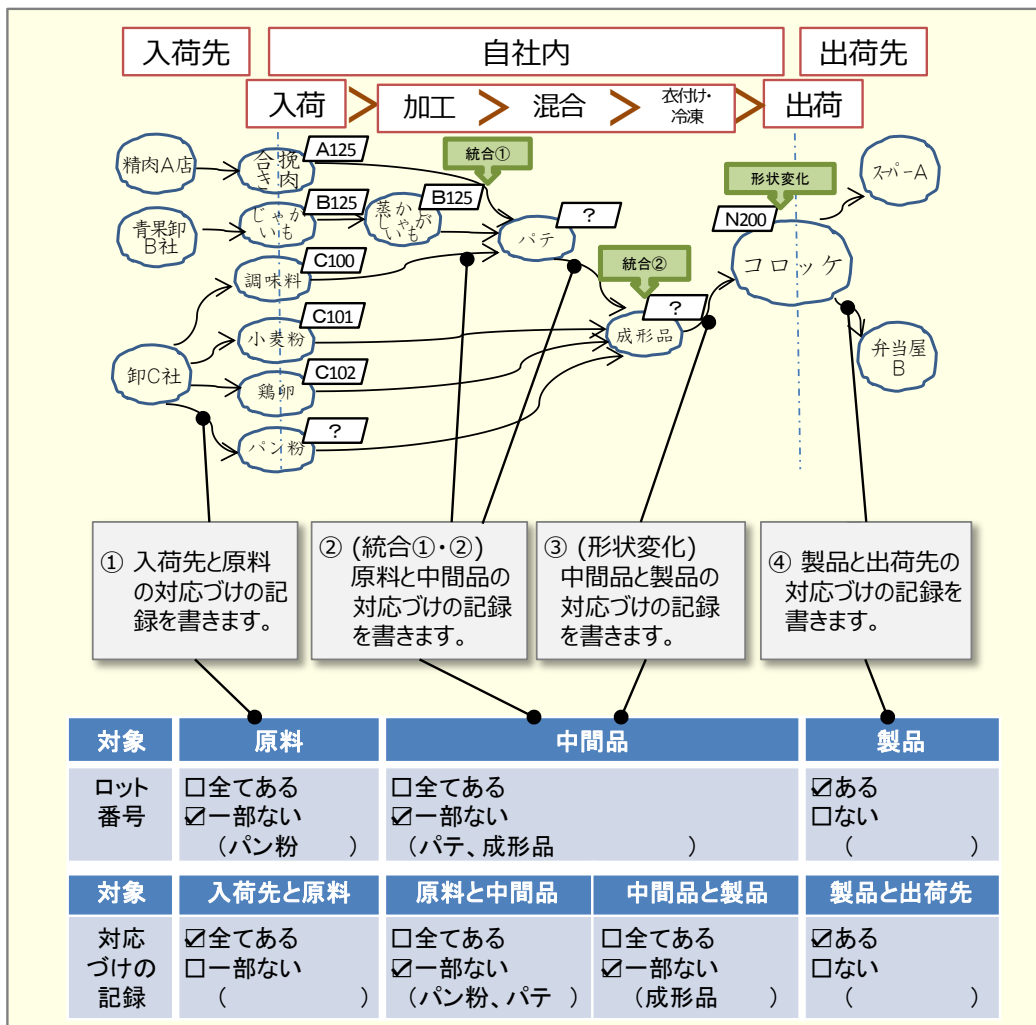 入荷先
自社内
出荷先
入荷
加工
混合
衣付け・
冷凍
出荷
精肉A店
合挽
き肉
A125
統合①
青果卸
B社
じゃが
いも
B125
蒸か
じゃが
いも
B125
パテ
?
形状変化
N200
コロッケ
スーパーA
調味料
C100
統合②
小麦粉
C101
成形品
?
卸C社
鶏卵
C102
弁当屋
B
パン粉
?
① 入荷先と原料
の対応づけの記
録を書きます。
② (統合①・②)
原料と中間品の
対応づけの記録
を書きます。
③ (形状変化)
中間品と製品の
対応づけの記録
を書きます。
④ 製品と出荷先の
対応づけの記録を
書きます。
対象 原料 中間品 製品
ロット
番号
☐全てある
☑一部ない
(パン粉 )
☐全てある
☑一部ない
(パテ、成形品 )
☑ある
☐ない
( )
対象 入荷先と原料 原料と中間品 中間品と製品 製品と出荷先
対応
づけの
記録
☑全てある
☐一部ない
( )
☐全てある
☑一部ない
(パン粉、パテ )
☐全てある
☑一部ない
(成形品 )
☑ある
☐ない
( )